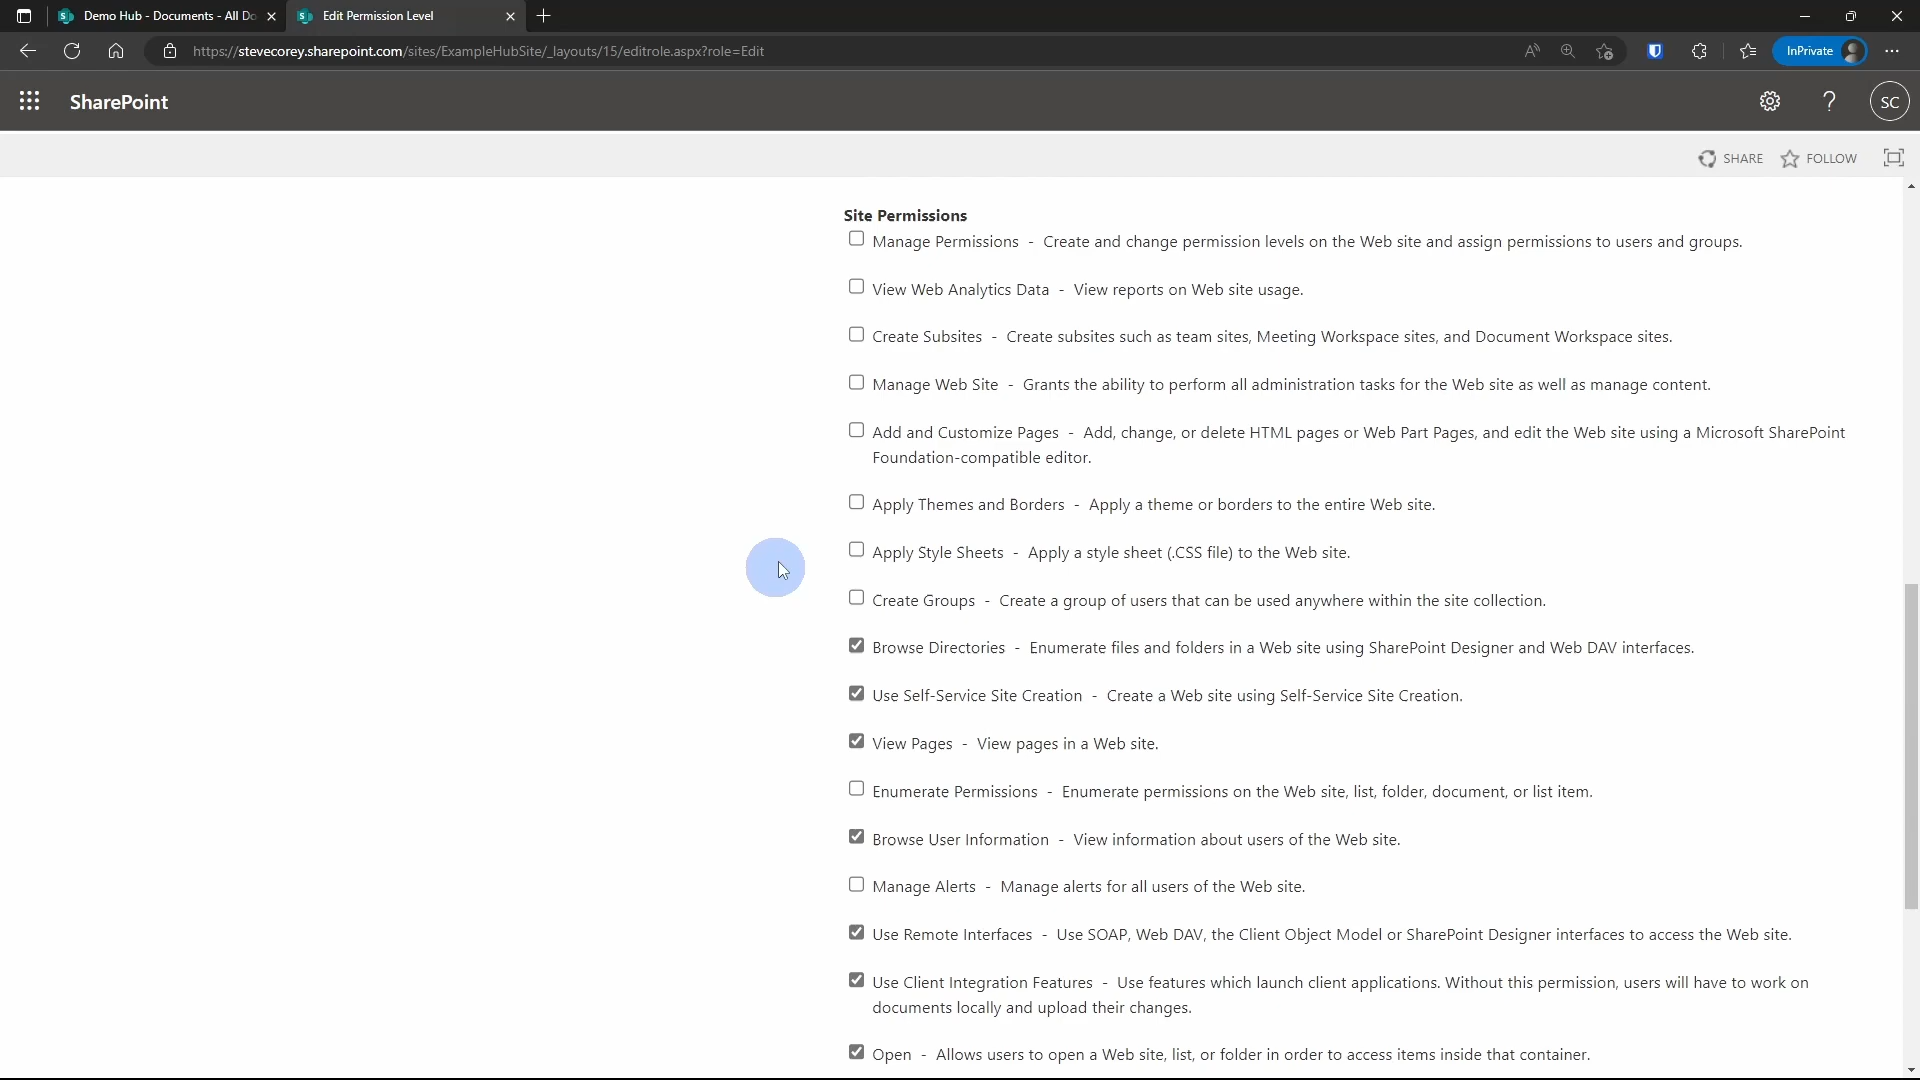 Demo Hub - Documents - All Do
Edit Permission Level
https://stevecorey.sharepoint.com/sites/ExampleHubSite/_layouts/15/editrole.aspx?role=Edit
InPrivate
SharePoint
SC
SHARE
FOLLOW
Site Permissions
Manage Permissions - Create and change permission levels on the Web site and assign permissions to users and groups.
View Web Analytics Data - View reports on Web site usage.
Create Subsites - Create subsites such as team sites, Meeting Workspace sites, and Document Workspace sites.
Manage Web Site - Grants the ability to perform all administration tasks for the Web site as well as manage content.
Add and Customize Pages - Add, change, or delete HTML pages or Web Part Pages, and edit the Web site using a Microsoft SharePoint
Foundation-compatible editor.
Apply Themes and Borders - Apply a theme or borders to the entire Web site.
Apply Style Sheets - Apply a style sheet (.CSS file) to the Web site.
Create Groups - Create a group of users that can be used anywhere within the site collection.
Browse Directories - Enumerate files and folders in a Web site using SharePoint Designer and Web DAV interfaces.
Use Self-Service Site Creation - Create a Web site using Self-Service Site Creation.
View Pages - View pages in a Web site.
Enumerate Permissions - Enumerate permissions on the Web site, list, folder, document, or list item.
Browse User Information - View information about users of the Web site.
Manage Alerts - Manage alerts for all users of the Web site.
Use Remote Interfaces - Use SOAP, Web DAV, the Client Object Model or SharePoint Designer interfaces to access the Web site.
Use Client Integration Features - Use features which launch client applications. Without this permission, users will have to work on
documents locally and upload their changes.
Open - Allows users to open a Web site, list, or folder in order to access items inside that container.